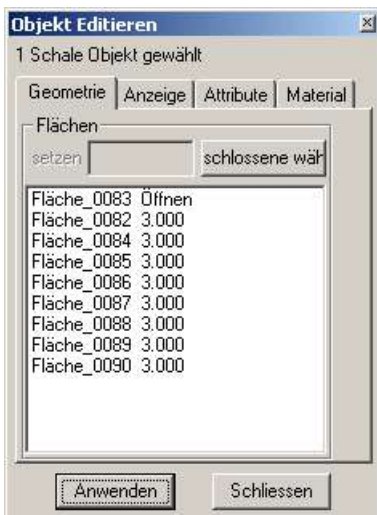 Objekt Editieren
1 Schale Objekt gewählt
Geometrie Anzeige Attribute Material
Flächen
setzen schlossene wäh
Fläche_0083 Öffnen
Fläche_0082 3.000
Fläche_0084 3.000
Fläche_0085 3.000
Fläche_0086 3.000
Fläche_0087 3.000
Fläche_0088 3.000
Fläche_0089 3.000
Fläche_0090 3.000
Anwenden Schliessen